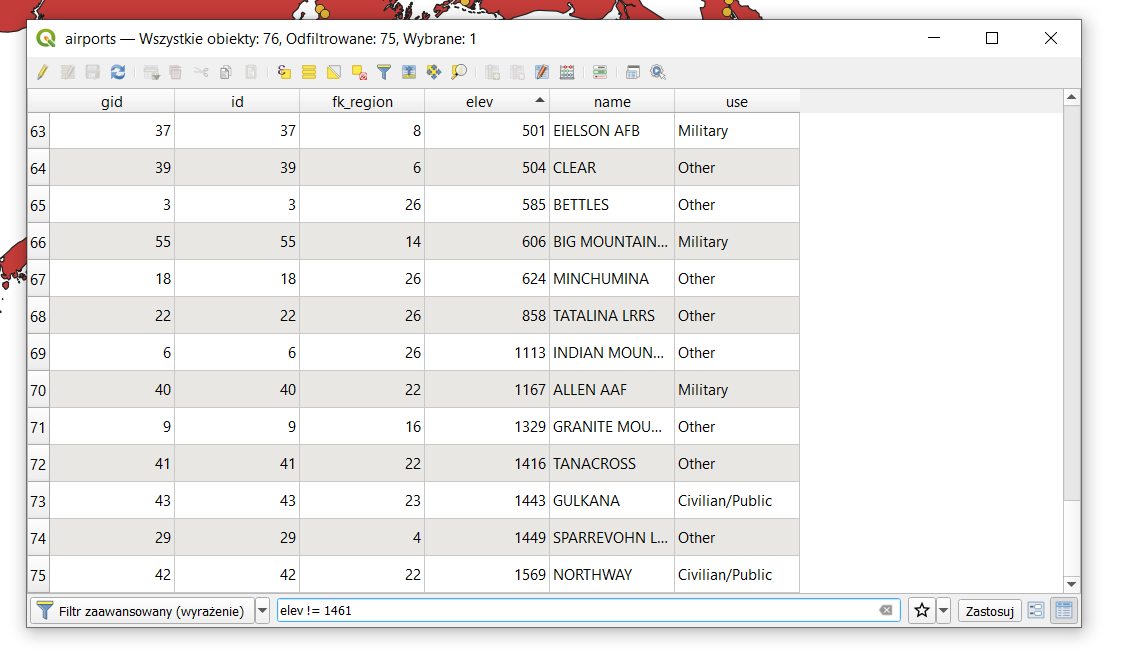 airports — Wszystkie obiekty: 76, Odfiltrowane: 75, Wybrane: 1
gid id fk_region elev name use
63 37 37 8 501 EIELSON AFB Military
64 39 39 6 504 CLEAR Other
65 3 3 26 585 BETTLES Other
66 55 55 14 606 BIG MOUNTAIN... Military
67 18 18 26 624 MINCHUMINA Other
68 22 22 26 858 TATALINA LRRS Other
69 6 6 26 1113 INDIAN MOUN... Other
70 40 40 22 1167 ALLEN AAF Military
71 9 9 16 1329 GRANITE MOU... Other
72 41 41 22 1416 TANACROSS Other
73 43 43 23 1443 GULKANA Civilian/Public
74 29 29 4 1449 SPARREVOHN L... Other
75 42 42 22 1569 NORTHWAY Civilian/Public
Filtr zaawansowany (wyrażenie) elev != 1461 Zastosuj